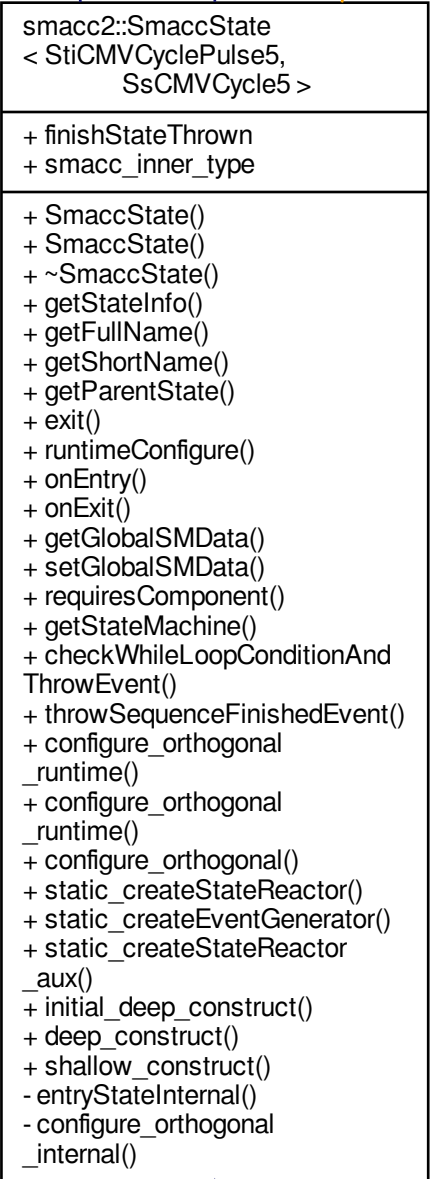 smacc2::SmaccState
< StiCMVCyclePulse5,
SsCMVCycle5 >
+ finishStateThrown
+ smacc_inner_type
+ SmaccState()
+ SmaccState()
+ ~SmaccState()
+ getStateInfo()
+ getFullName()
+ getShortName()
+ getParentState()
+ exit()
+ runtimeConfigure()
+ onEntry()
+ onExit()
+ getGlobalSMData()
+ setGlobalSMData()
+ requiresComponent()
+ getStateMachine()
+ checkWhileLoopConditionAnd
ThrowEvent()
+ throwSequenceFinishedEvent()
+ configure_orthogonal
_runtime()
+ configure_orthogonal
_runtime()
+ configure_orthogonal()
+ static_createStateReactor()
+ static_createEventGenerator()
+ static_createStateReactor
_aux()
+ initial_deep_construct()
+ deep_construct()
+ shallow_construct()
- entryStateInternal()
- configure_orthogonal
_internal()